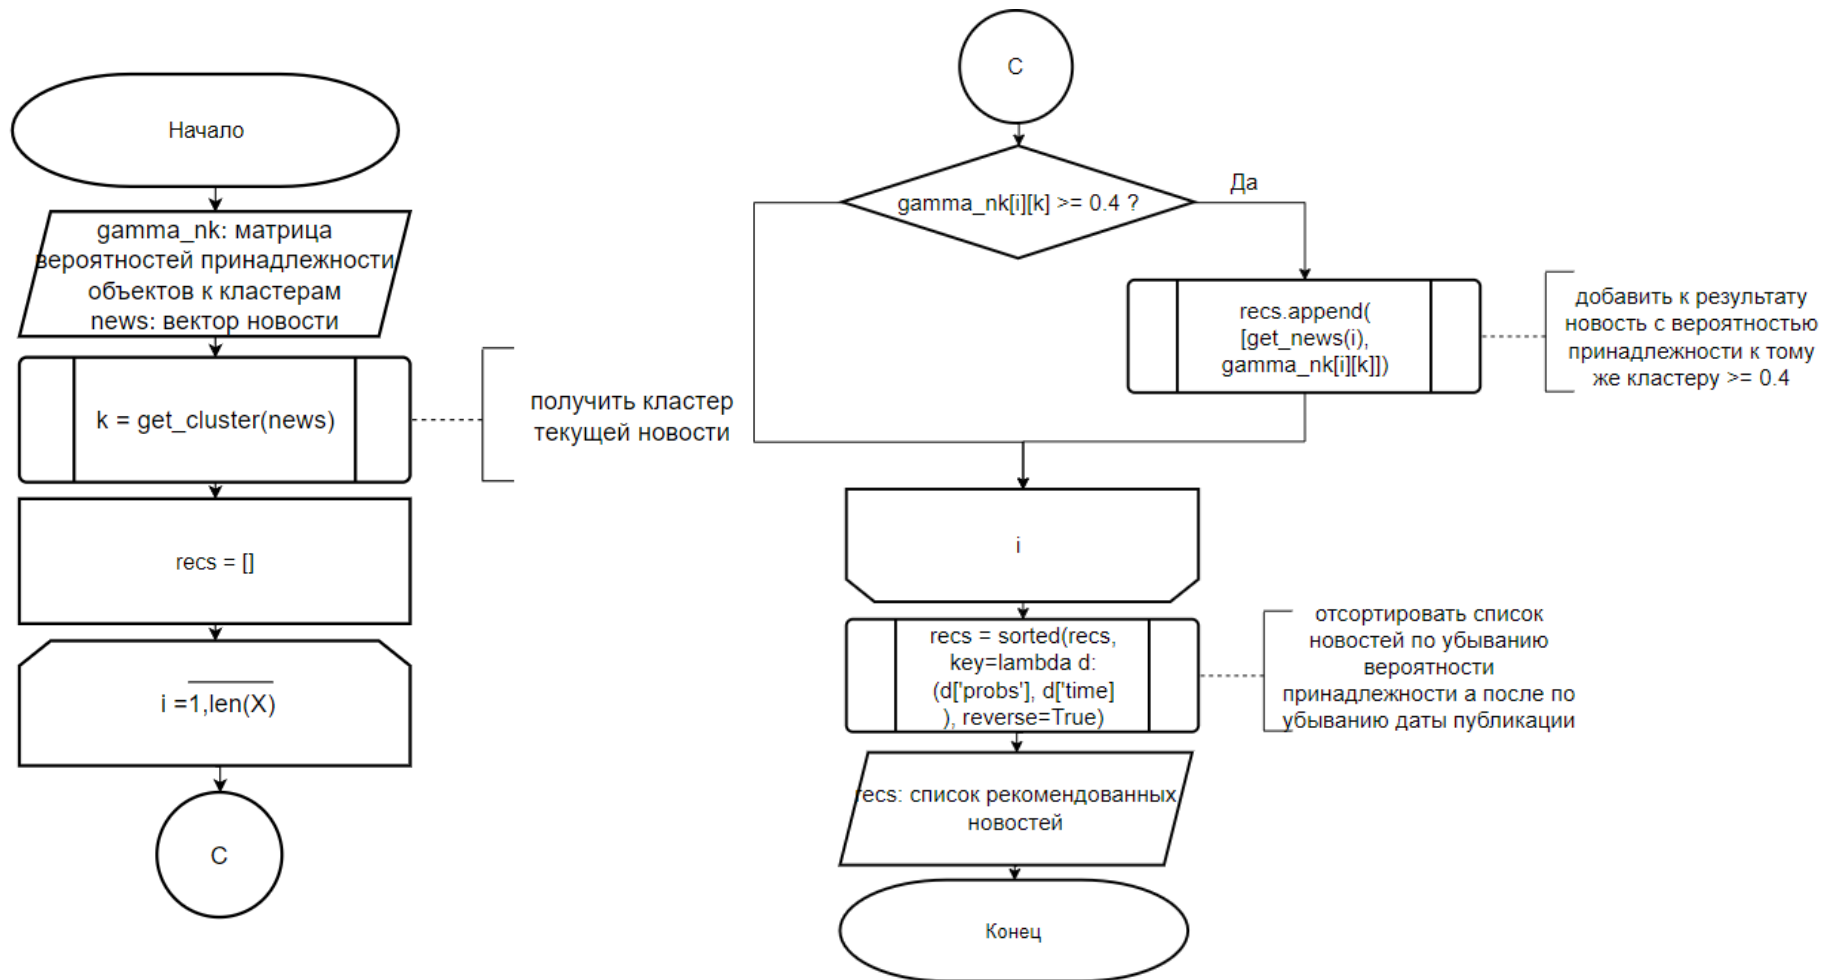 Начало
gamma_nk: матрица
вероятностей принадлежности
объектов к кластерам
news: вектор новости
k = get_cluster(news)
получить кластер
текущей новости
recs = []
i =1,len(X)
C
C
gamma_nk[i][k] >= 0.4 ?
Да
recs.append(
[get_news(i),
gamma_nk[i][k]])
добавить к результату
новость с вероятностью
принадлежности к тому
же кластеру >= 0.4
i
recs = sorted(recs,
key=lambda d:
(d['probs'], d['time]
), reverse=True)
отсортировать список
новостей по убыванию
вероятности
принадлежности а после по
убыванию даты публикации
recs: список рекомендованных
новостей
Конец